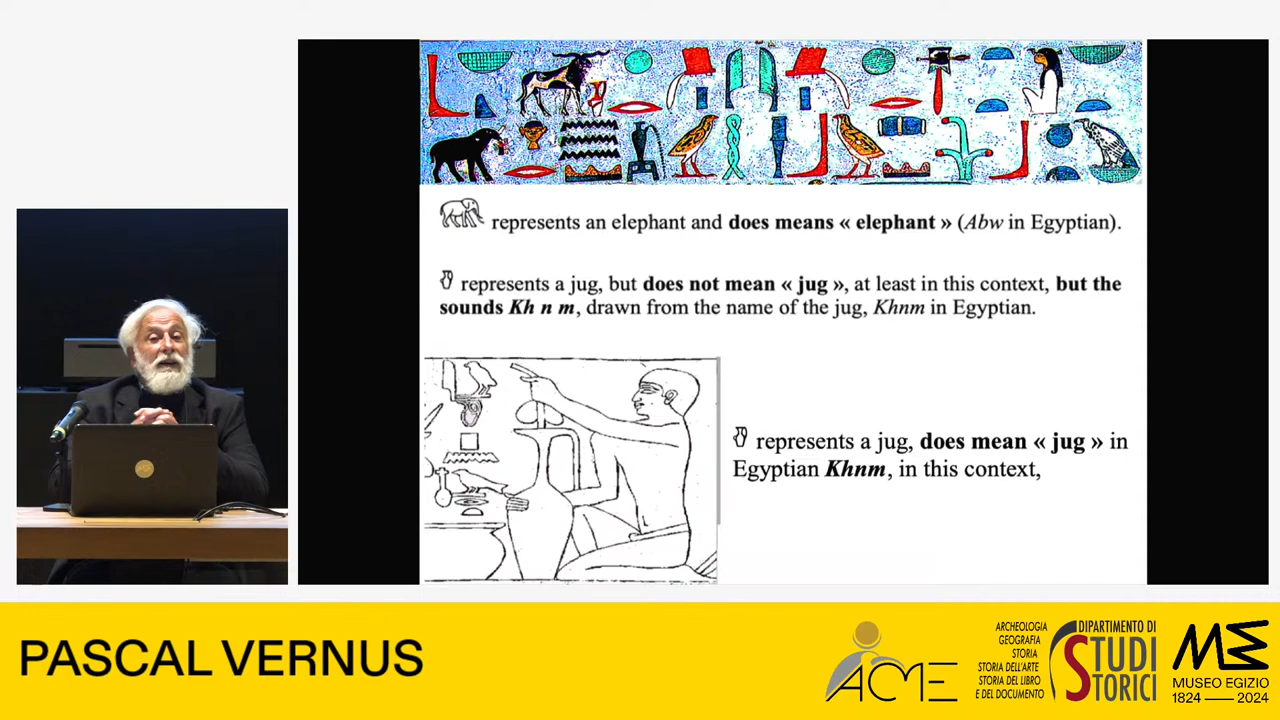 represents an elephant and does means « elephant » (Abw in Egyptian).
represents a jug, but does not mean « jug », at least in this context, but the
sounds Kh n m, drawn from the name of the jug, Khnm in Egyptian.
represents a jug, does mean « jug » in
Egyptian Khnm, in this context,
PASCAL VERNUS
ACME
ARCHEOLOGIA
GEOGRAFIA
STORIA
STORIA DELL'ARTE
STORIA DEL LIBRO
E DEL DOCUMENTO
DIPARTIMENTO DI
STUDI
STORICI
ME
MUSEO EGIZIO
1824 — 2024